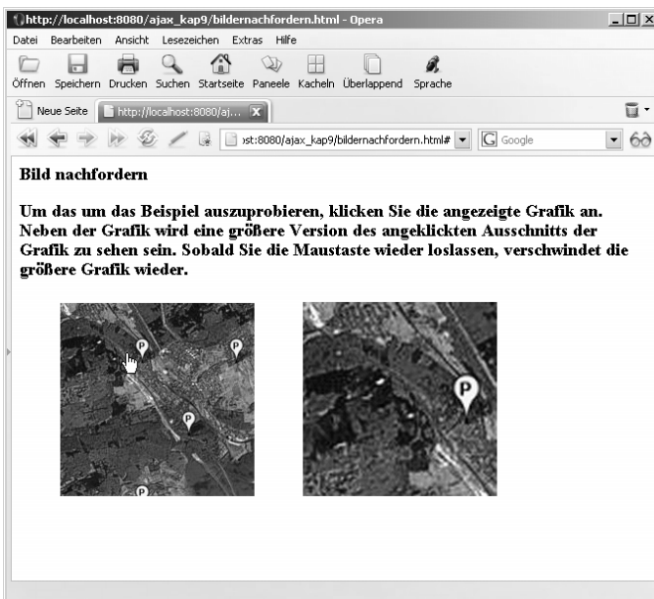 http://localhost:8080/ajax_kap9/bildernachfordern.html - Opera
Datei Bearbeiten Ansicht Lesezeichen Extras Hilfe
Öffnen Speichern Drucken Suchen Startseite Paneele Kacheln Überlappend Sprache
Neue Seite http://localhost:8080/aj...
ost:8080/ajax_kap9/bildernachfordern.html# G Google
Bild nachfordern
Um das um das Beispiel auszuprobieren, klicken Sie die angezeigte Grafik an.
Neben der Grafik wird eine größere Version des angeklickten Ausschnitts der
Grafik zu sehen sein. Sobald Sie die Maustaste wieder loslassen, verschwindet die
größere Grafik wieder.
P P
P
P
P